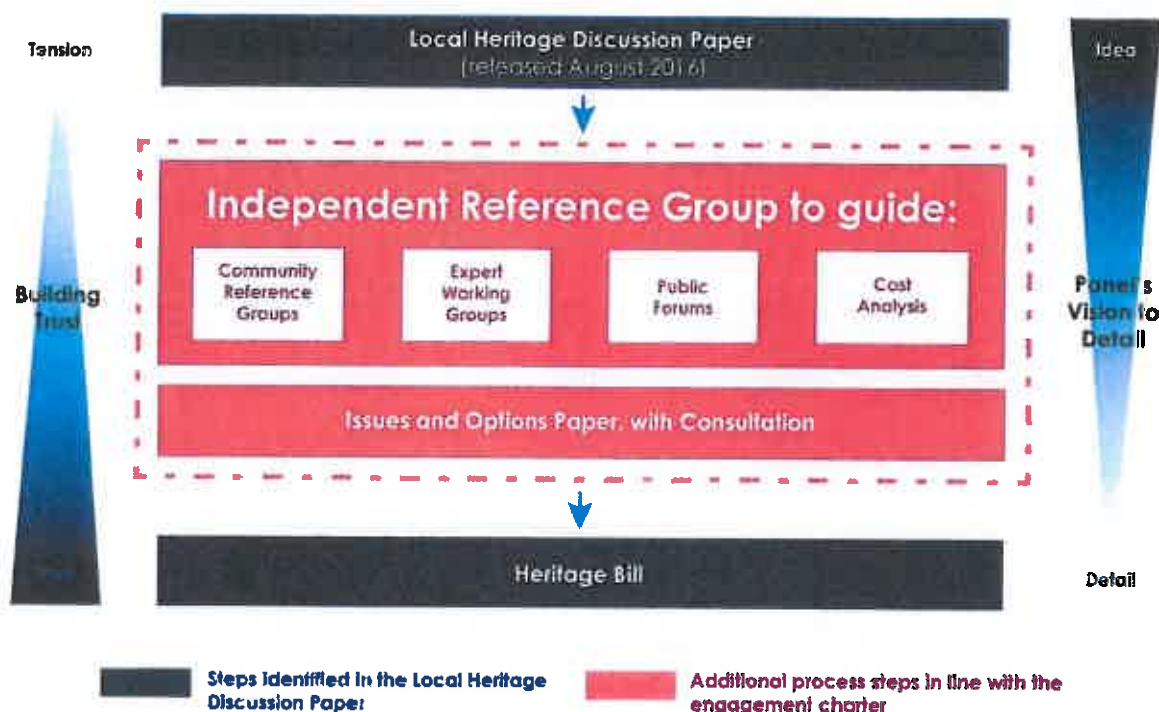 Tension
Local Heritage Discussion Paper
(released August 2016)
Idea
Independent Reference Group to guide:
Community
Reference
Groups
Expert
Working
Groups
Public
Forums
Cost
Analysis
Building
Trust
Panel's
Vision to
Detail
Issues and Options Paper, with Consultation
Heritage Bill
Detail
Steps identified in the Local Heritage
Discussion Paper
Additional process steps in line with the
engagement charter